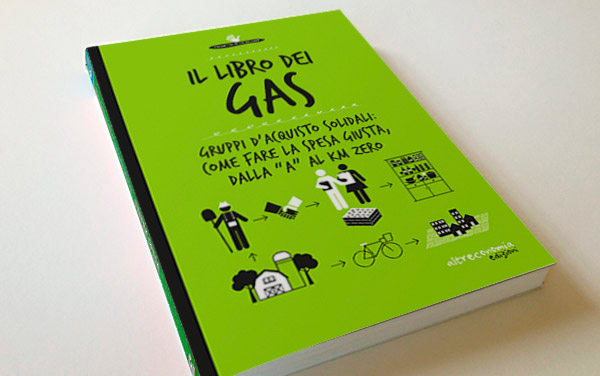 IL LIBRO DEI
GAS
GRUPPI D'ACQUISTO SOLIDALI:
COME FARE LA SPESA GIUSTA,
DALLA "A" AL KM ZERO
altreconomia
edizioni